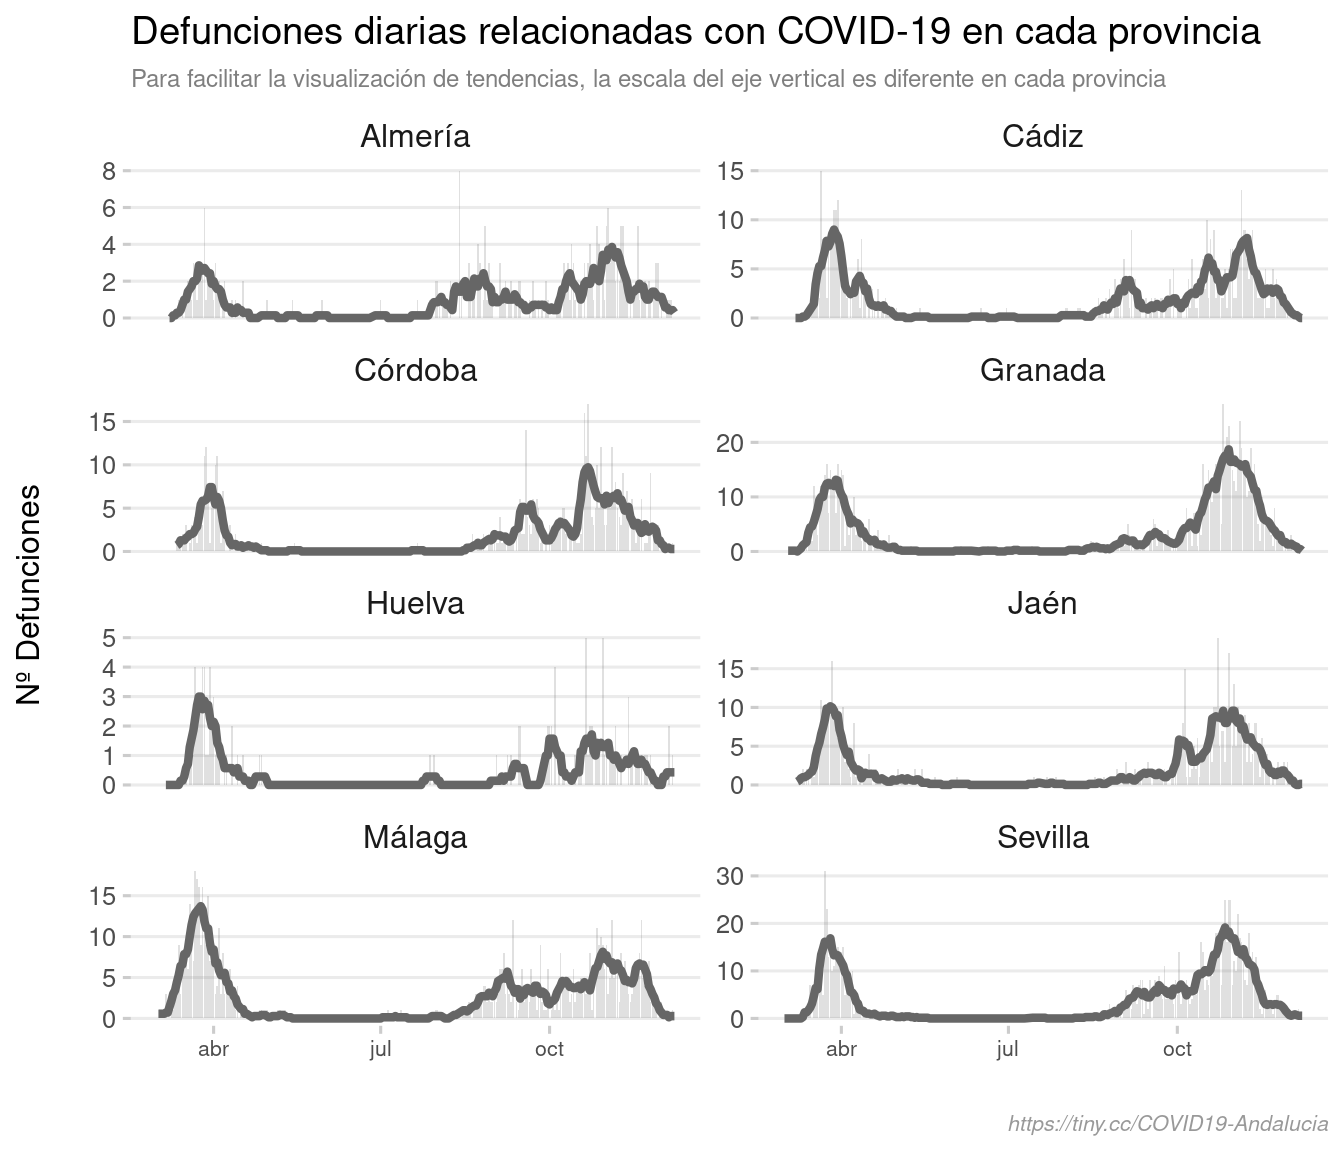 Defunciones diarias relacionadas con COVID-19 en cada provincia
Para facilitar la visualización de tendencias, la escala del eje vertical es diferente en cada provincia
Nº Defunciones
Almería
8
6
4
2
0
Cádiz
15
10
5
0
Córdoba
15
10
5
0
Granada
20
10
0
Huelva
5
4
3
2
1
0
Jaén
15
10
5
0
Málaga
15
10
5
0
abr jul oct
Sevilla
30
20
10
0
abr jul oct
https://tiny.cc/COVID19-Andalucia